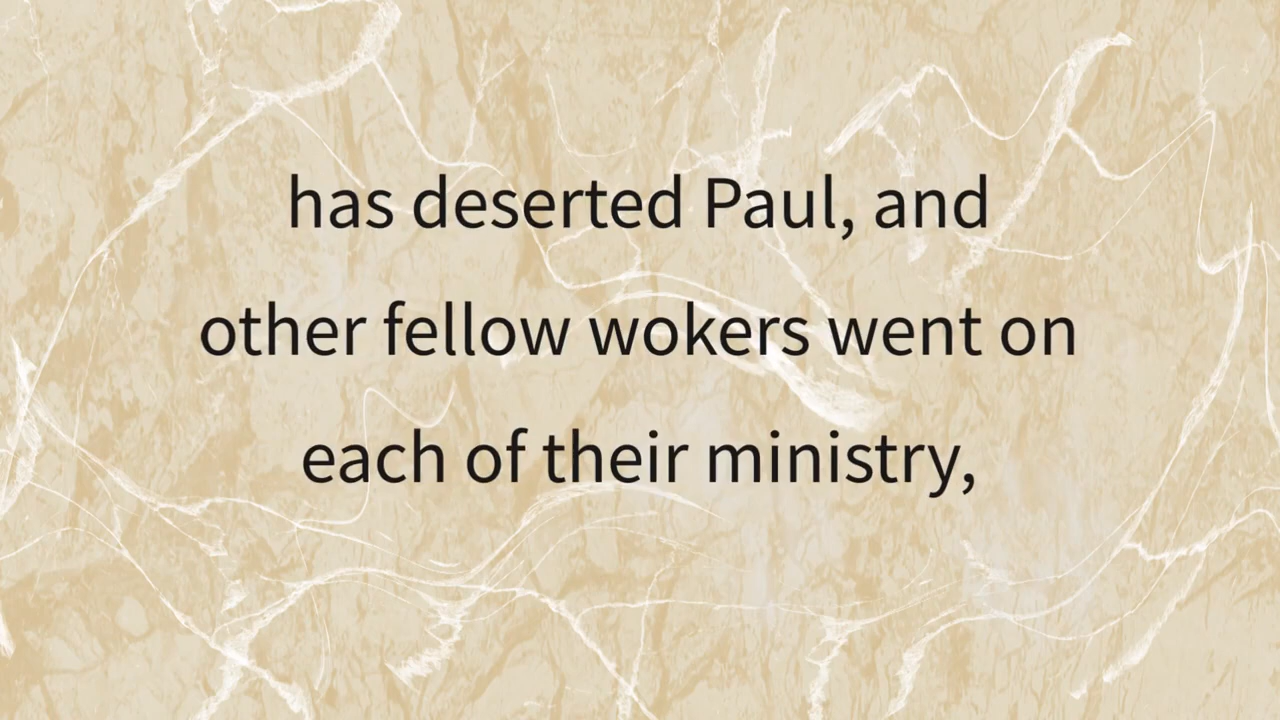 has deserted Paul, and
other fellow wokers went on
each of their ministry,